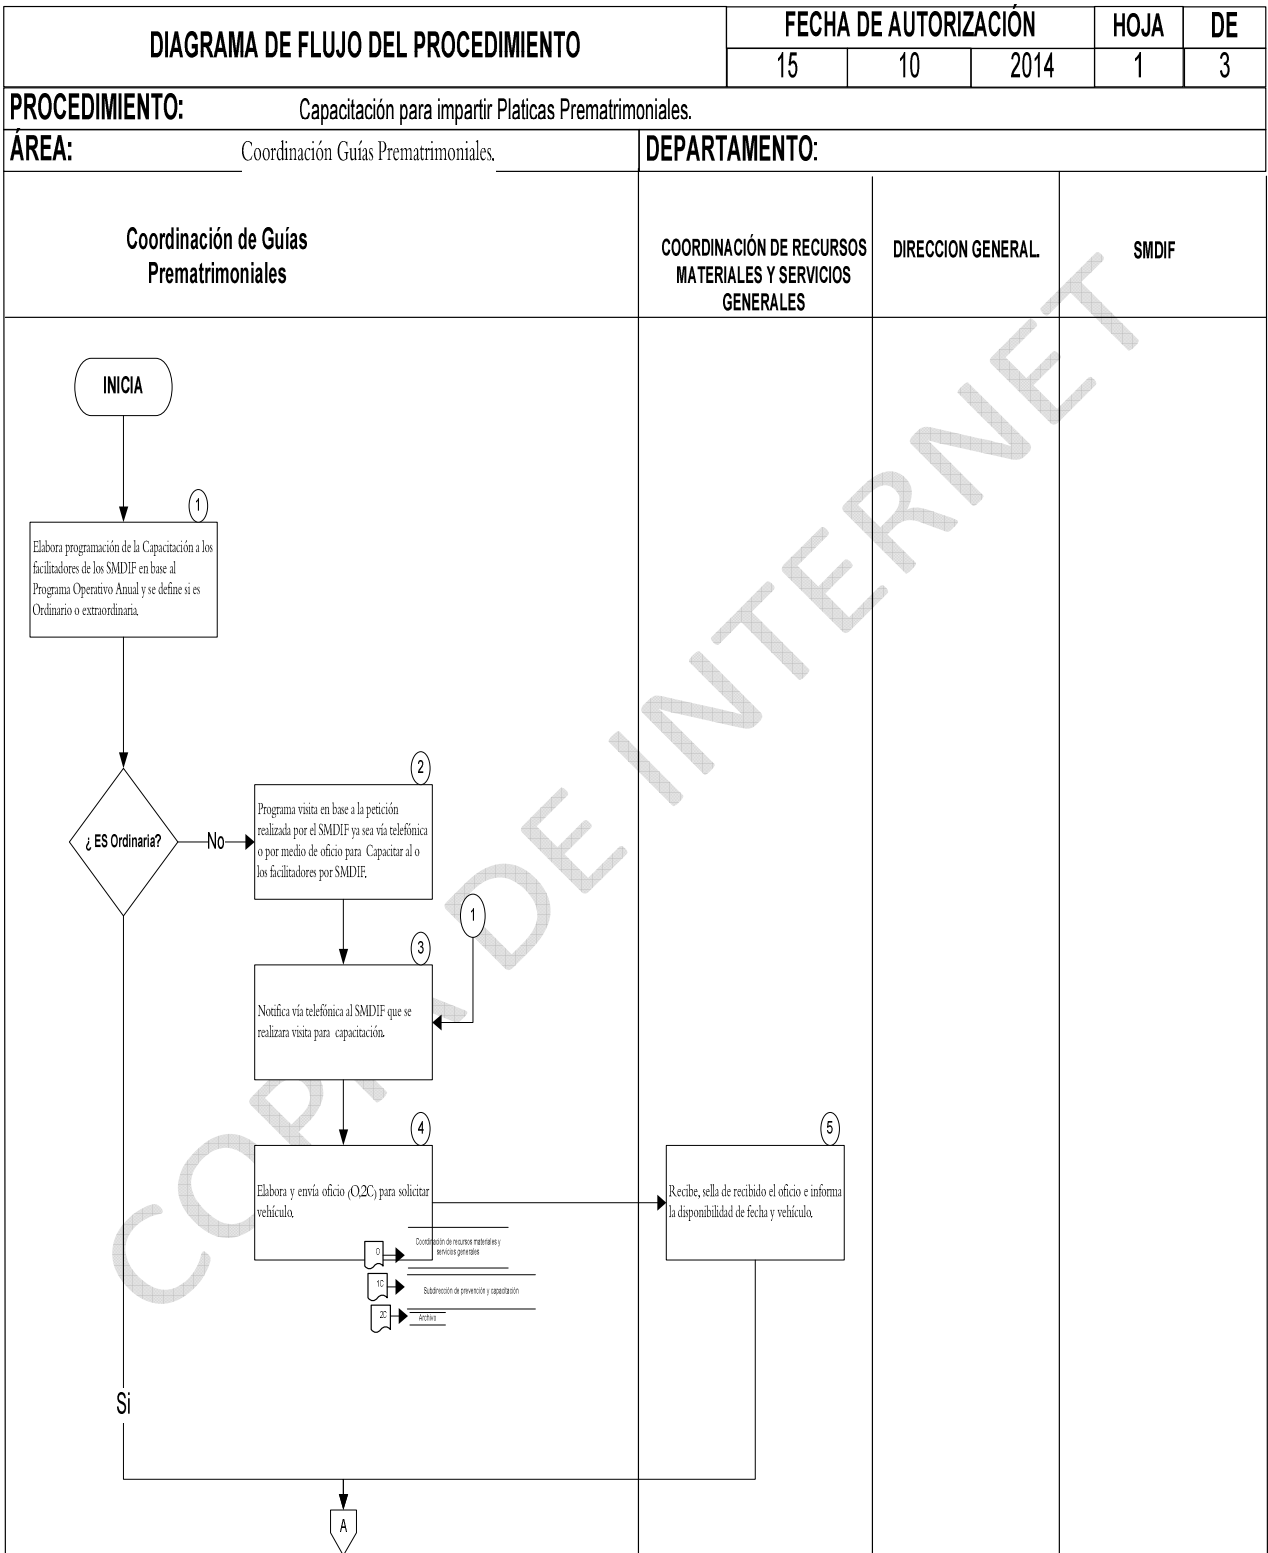 DIAGRAMA DE FLUJO DEL PROCEDIMIENTO
FECHA DE AUTORIZACIÓN
HOJA
DE
15
10
2014
1
3
PROCEDIMIENTO:
Capacitación para impartir Platicas Prematrimoniales.
ÁREA:
Coordinación Guías Prematrimoniales.
DEPARTAMENTO:
Coordinación de Guías
Prematrimoniales
COORDINACIÓN DE RECURSOS
MATERIALES Y SERVICIOS
GENERALES
DIRECCION GENERAL.
SMDIF
INICIA
1
Elabora programación de la Capacitación a los
facilitadores de los SMDIF en base al
Programa Operativo Anual y se define si es
Ordinario o extraordinaria.
¿ ES Ordinaria?
No
2
Programa visita en base a la petición
realizada por el SMDIF ya sea vía telefónica
o por medio de oficio para Capacitar al o
los facilitadores por SMDIF.
1
3
Notifica vía telefónica al SMDIF que se
realizara visita para capacitación.
4
Elabora y envía oficio (O,2C) para solicitar
vehículo.
5
Recibe, sella de recibido el oficio e informa
la disponibilidad de fecha y vehículo.
O
Coordinación de recursos materiales y
servicios generales
1C
Subdirección de prevención y capacitación
2C
Archivo
Si
A
COPIA DE INTERNET